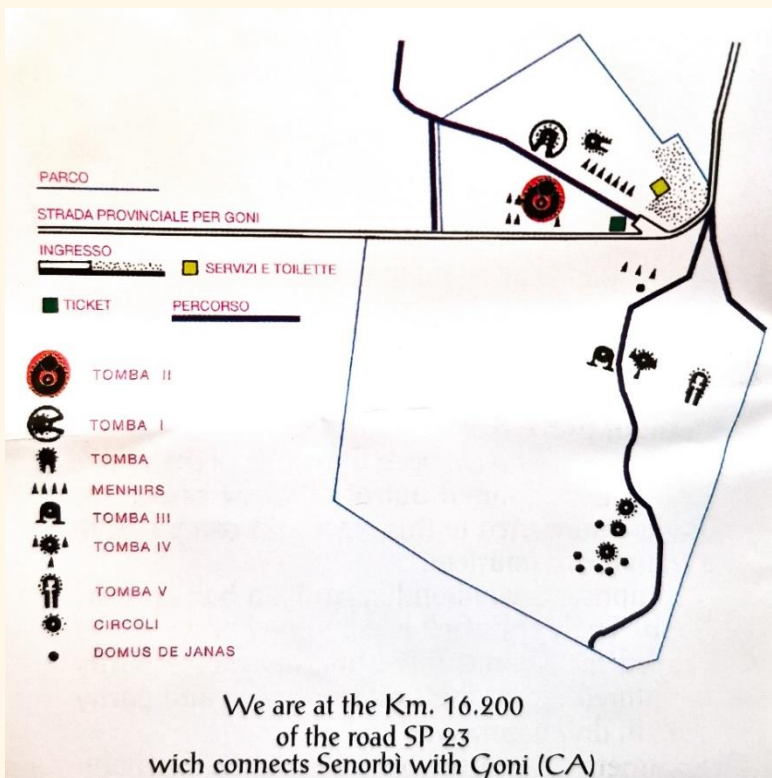 PARCO
STRADA PROVINCIALE PER GONI
INGRESSO
SERVIZI E TOILETTE
TICKET
PERCORSO
TOMBA II
TOMBA I
TOMBA
MENHIRS
TOMBA III
TOMBA IV
TOMBA V
CIRCOLI
DOMUS DE JANAS
We are at the Km. 16.200
of the road SP 23
wich connects Senorbì with Goni (CA)